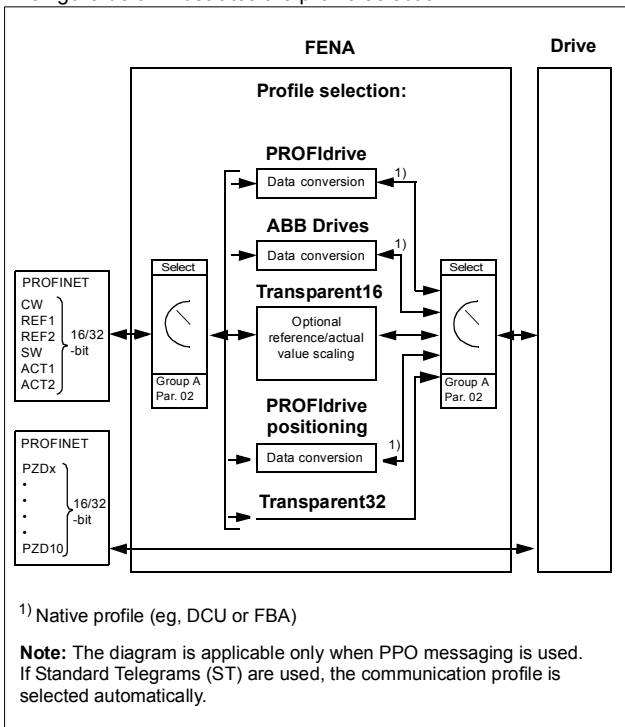 FENA
Drive
Profile selection:
PROFIdrive
Data conversion
1)
ABB Drives
Data conversion
1)
Select
Group A
Par. 02
Transparent16
Optional
reference/actual
value scaling
Select
Group A
Par. 02
PROFINET
CW
REF1
REF2
SW
ACT1
ACT2
16/32
-bit
PROFIdrive
positioning
Data conversion
1)
Transparent32
PROFINET
PZDx
•
•
•
•
PZD10
16/32
-bit
1) Native profile (eg, DCU or FBA)
Note: The diagram is applicable only when PPO messaging is used.
If Standard Telegrams (ST) are used, the communication profile is
selected automatically.